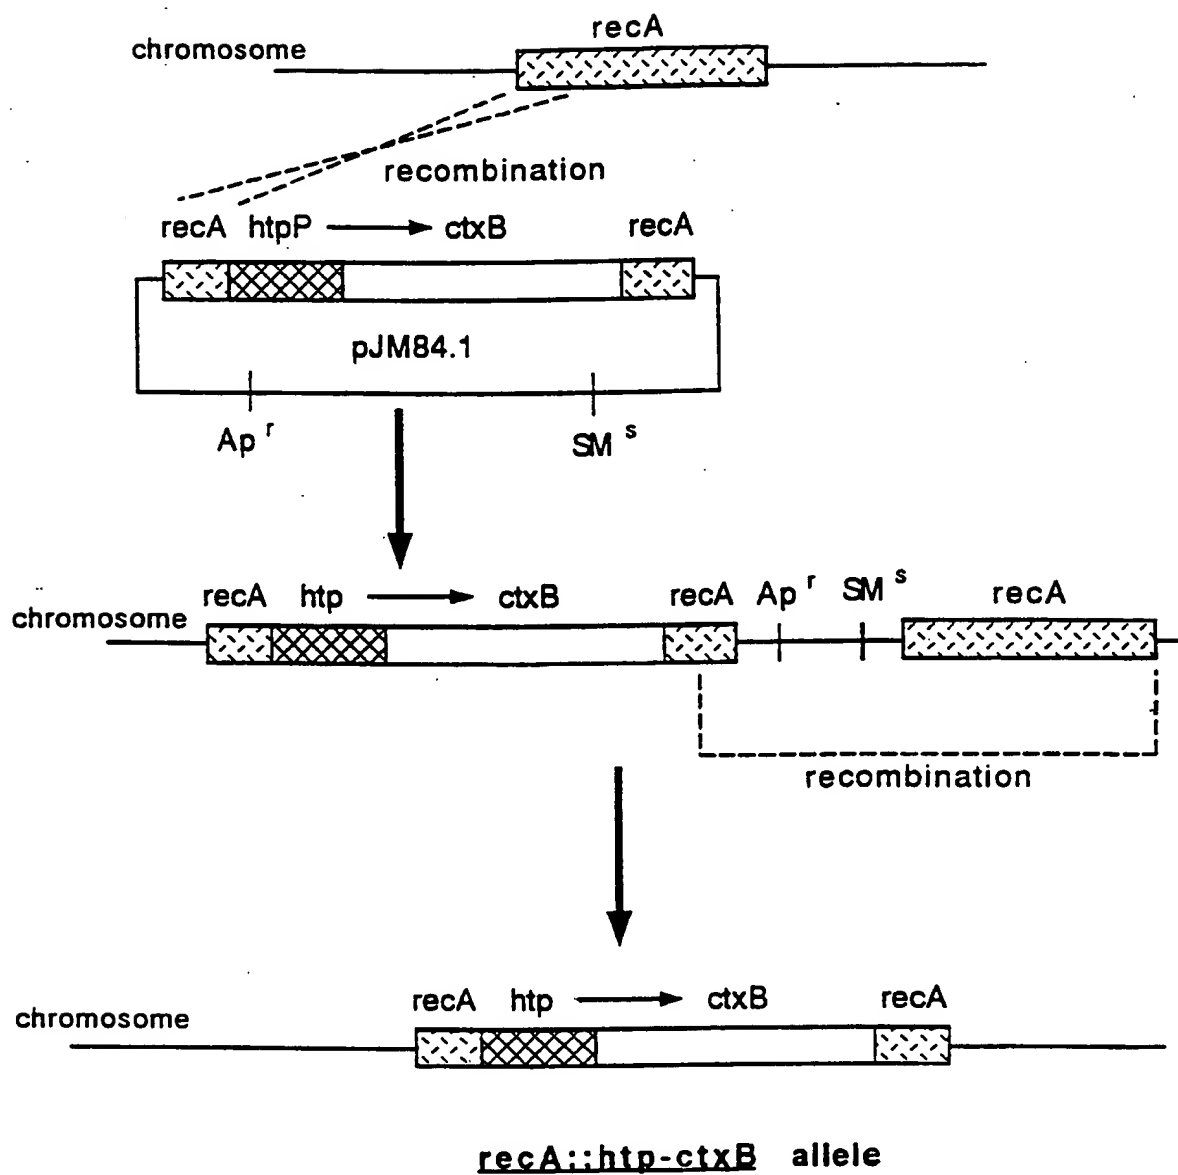 recA
chromosome
recombination
recA htpP ctxB recA
pJM84.1
Ap r SM s
recA htp ctxB recA Ap r SM s recA
chromosome
recombination
recA htp ctxB recA
chromosome
recA::htp-ctxB allele